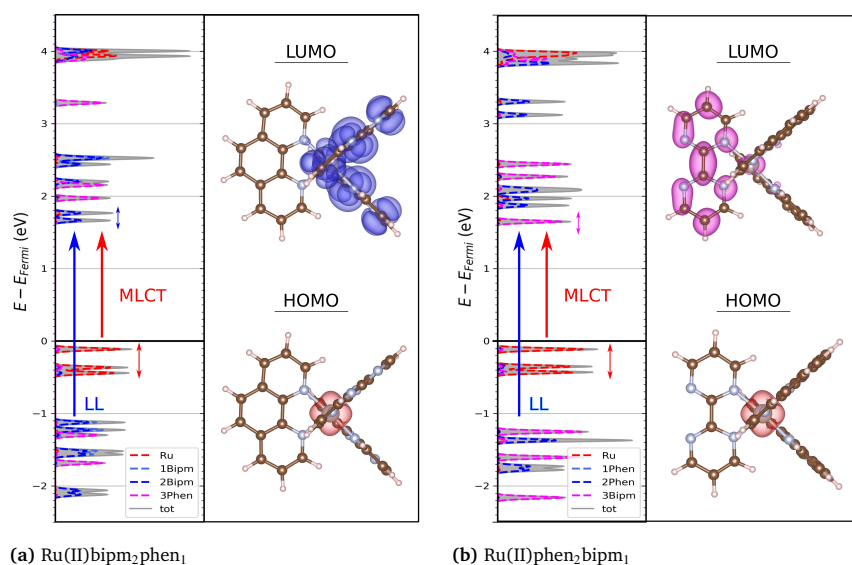 E − E_Fermi (eV)
4
3
2
1
0
−1
−2
MLCT
LL
Ru
1Bipm
2Bipm
3Phen
tot
LUMO
HOMO
E − E_Fermi (eV)
4
3
2
1
0
−1
−2
MLCT
LL
Ru
1Phen
2Phen
3Bipm
tot
LUMO
HOMO
(a) Ru(II)bipm₂phen₁
(b) Ru(II)phen₂bipm₁